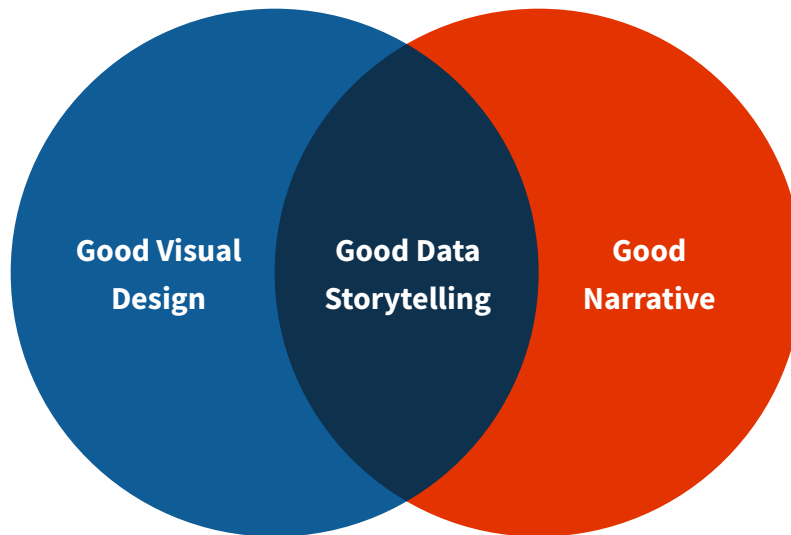 Good Visual
Design
Good Data
Storytelling
Good
Narrative